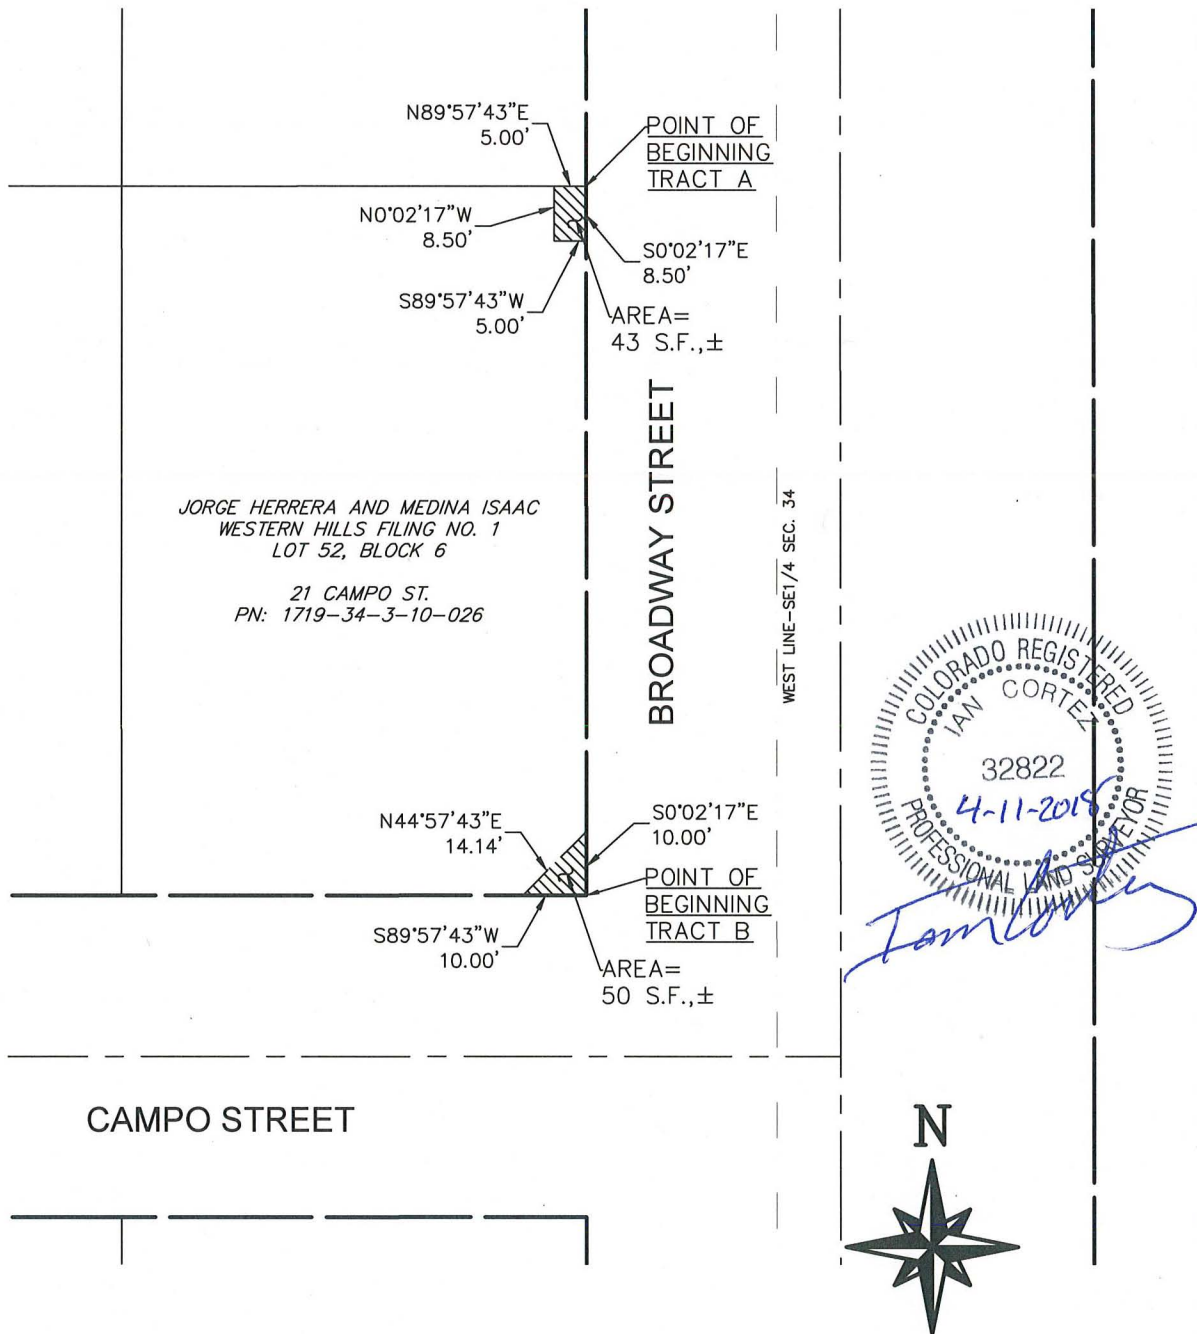 N89°57'43"E
5.00'
POINT OF
BEGINNING
TRACT A
N0°02'17"W
8.50'
S0°02'17"E
8.50'
S89°57'43"W
5.00'
AREA=
43 S.F.,±
BROADWAY STREET
WEST LINE-SE1/4 SEC. 34
JORGE HERRERA AND MEDINA ISAAC
WESTERN HILLS FILING NO. 1
LOT 52, BLOCK 6
21 CAMPO ST.
PN: 1719-34-3-10-026
COLORADO REGISTERED
IAN CORTEZ
32822
4-11-2018
PROFESSIONAL LAND SURVEYOR
N44°57'43"E
14.14'
S0°02'17"E
10.00'
POINT OF
BEGINNING
TRACT B
S89°57'43"W
10.00'
AREA=
50 S.F.,±
CAMPO STREET
N